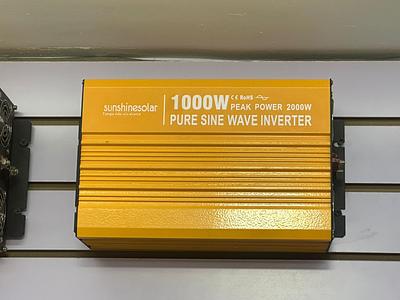 sunshinesolar
1000W CE RoHS
PEAK POWER 2000W
PURE SINE WAVE INVERTER